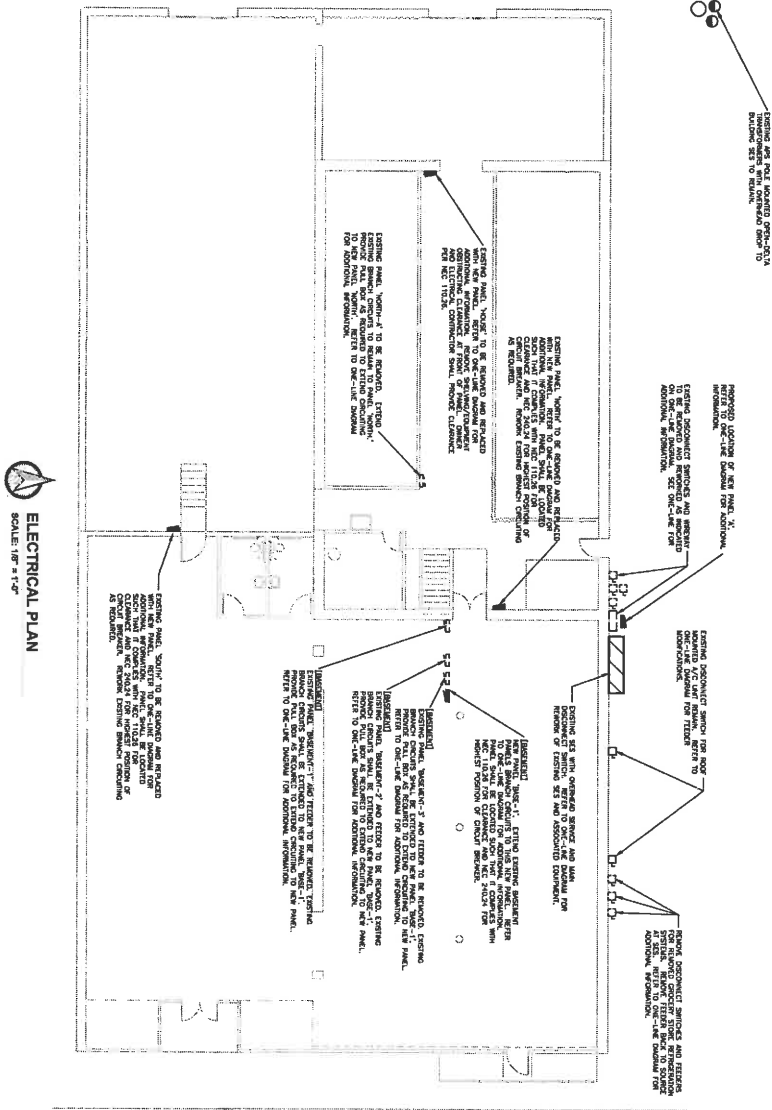 EXISTING APS POLE MOUNTED OPEN-DELTA
TRANSFORMERS WITH OVERHEAD DROP TO
BUILDING SES TO REMAIN.
PROPOSED LOCATION OF NEW PANEL 'A'.
REFER TO ONE-LINE DIAGRAM FOR ADDITIONAL
INFORMATION.
EXISTING DISCONNECT SWITCHES AND WIREWAY
TO BE REMOVED AND REWORKED AS INDICATED
ON ONE-LINE DIAGRAM. SEE ONE-LINE FOR
ADDITIONAL INFORMATION.
EXISTING DISCONNECT SWITCH FOR ROOF
MOUNTED A/C UNIT REMAIN. REFER TO
ONE-LINE DIAGRAM FOR FEEDER
MODIFICATIONS.
REMOVE DISCONNECT SWITCHES AND FEEDERS
FOR REMOVED GROCERY STORE REFRIGERATION
SYSTEMS. REMOVE FEEDER BACK TO SOURCE
AT SES. REFER TO ONE-LINE DIAGRAM FOR
ADDITIONAL INFORMATION.
EXISTING PANEL 'NORTH' TO BE REMOVED AND REPLACED
WITH NEW PANEL. REFER TO ONE-LINE DIAGRAM FOR
ADDITIONAL INFORMATION. PANEL SHALL BE LOCATED
SUCH THAT IT COMPLIES WITH NEC 110.26 FOR
CLEARANCE AND NEC 240.24 FOR HIGHEST POSITION OF
CIRCUIT BREAKER. REWORK EXISTING BRANCH CIRCUITING
AS REQUIRED.
EXISTING SES WITH OVERHEAD SERVICE AND MAIN
DISCONNECT SWITCH. REFER TO ONE-LINE DIAGRAM FOR
REWORK OF EXISTING SES AND ASSOCIATED EQUIPMENT.
EXISTING PANEL 'HOUSE' TO BE REMOVED AND REPLACED
WITH NEW PANEL. REFER TO ONE-LINE DIAGRAM FOR
ADDITIONAL INFORMATION. REMOVE SHELVING/EQUIPMENT
OBSTRUCTING CLEARANCE AT FRONT OF PANEL. OWNER
AND ELECTRICAL CONTRACTOR SHALL PROVIDE CLEARANCE
PER NEC 110.26.
[BASEMENT]
NEW PANEL 'BASE-1'. EXTEND EXISTING BASEMENT
PANELS BRANCH CIRCUITS TO THIS NEW PANEL. REFER
TO ONE-LINE DIAGRAM FOR ADDITIONAL INFORMATION.
PANEL SHALL BE LOCATED SUCH THAT IT COMPLIES WITH
NEC 110.26 FOR CLEARANCE AND NEC 240.24 FOR
HIGHEST POSITION OF CIRCUIT BREAKER.
EXISTING PANEL 'NORTH-A' TO BE REMOVED. EXTEND
EXISTING BRANCH CIRCUITS TO REMAIN TO PANEL 'NORTH.'
PROVIDE PULL BOX AS REQUIRED TO EXTEND CIRCUITING
TO NEW PANEL 'NORTH'. REFER TO ONE-LINE DIAGRAM
FOR ADDITIONAL INFORMATION.
[BASEMENT]
EXISTING PANEL 'BASEMENT-3' AND FEEDER TO BE REMOVED. EXISTING
BRANCH CIRCUITS SHALL BE EXTENDED TO NEW PANEL 'BASE-1'.
PROVIDE PULL BOX AS REQUIRED TO EXTEND CIRCUITING TO NEW PANEL.
REFER TO ONE-LINE DIAGRAM FOR ADDITIONAL INFORMATION.
[BASEMENT]
EXISTING PANEL 'BASEMENT-2' AND FEEDER TO BE REMOVED. EXISTING
BRANCH CIRCUITS SHALL BE EXTENDED TO NEW PANEL 'BASE-1'.
PROVIDE PULL BOX AS REQUIRED TO EXTEND CIRCUITING TO NEW PANEL.
REFER TO ONE-LINE DIAGRAM FOR ADDITIONAL INFORMATION.
[BASEMENT]
EXISTING PANEL 'BASEMENT-1' AND FEEDER TO BE REMOVED. EXISTING
BRANCH CIRCUITS SHALL BE EXTENDED TO NEW PANEL 'BASE-1'.
PROVIDE PULL BOX AS REQUIRED TO EXTEND CIRCUITING TO NEW PANEL.
REFER TO ONE-LINE DIAGRAM FOR ADDITIONAL INFORMATION.
EXISTING PANEL 'SOUTH' TO BE REMOVED AND REPLACED
WITH NEW PANEL. REFER TO ONE-LINE DIAGRAM FOR
ADDITIONAL INFORMATION. PANEL SHALL BE LOCATED
SUCH THAT IT COMPLIES WITH NEC 110.26 FOR
CLEARANCE AND NEC 240.24 FOR HIGHEST POSITION OF
CIRCUIT BREAKER. REWORK EXISTING BRANCH CIRCUITING
AS REQUIRED.
ELECTRICAL PLAN
SCALE: 1/8" = 1'-0"